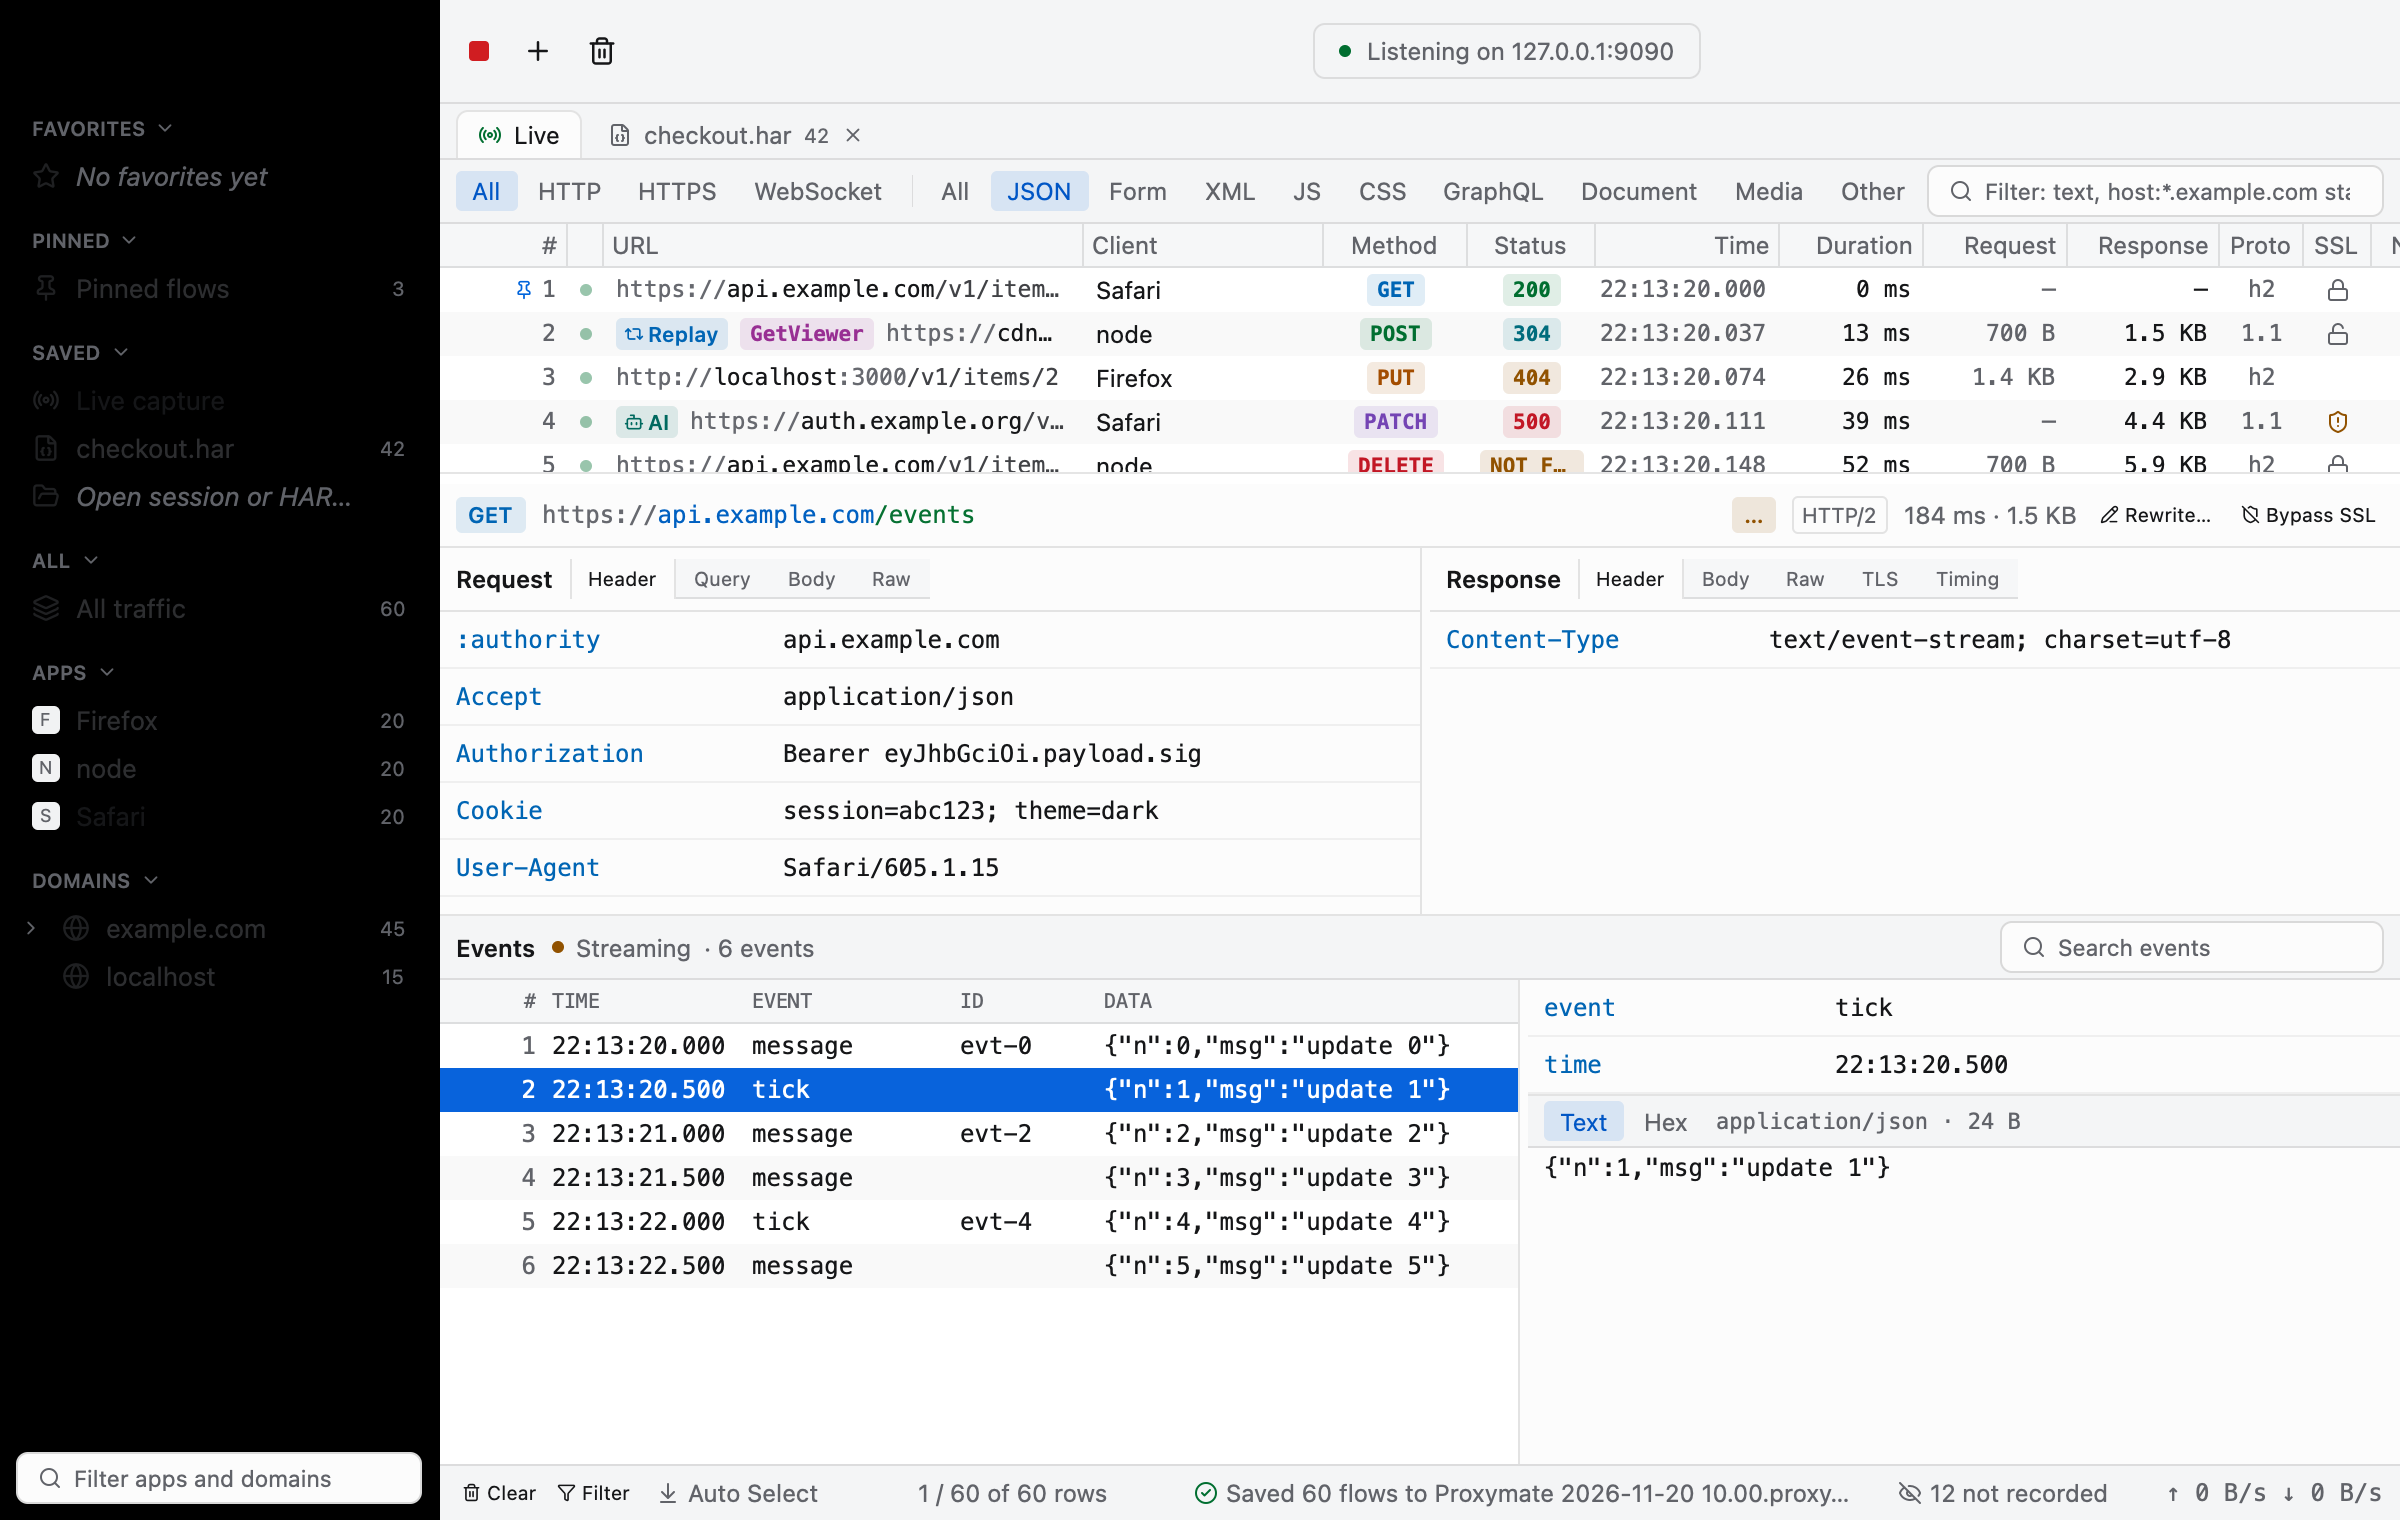 Listening on 127.0.0.1:9090
FAVORITES
No favorites yet
PINNED
Pinned flows 3
SAVED
Live capture
checkout.har 42
Open session or HAR...
ALL
All traffic 60
APPS
F Firefox 20
N node 20
S Safari 20
DOMAINS
example.com 45
localhost 15
Filter apps and domains
Live checkout.har 42
All HTTP HTTPS WebSocket All JSON Form XML JS CSS GraphQL Document Media Other Filter: text, host:*.example.com sta
# URL Client Method Status Time Duration Request Response Proto SSL
1 https://api.example.com/v1/item… Safari GET 200 22:13:20.000 0 ms — — h2
2 Replay GetViewer https://cdn… node POST 304 22:13:20.037 13 ms 700 B 1.5 KB 1.1
3 http://localhost:3000/v1/items/2 Firefox PUT 404 22:13:20.074 26 ms 1.4 KB 2.9 KB h2
4 AI https://auth.example.org/v… Safari PATCH 500 22:13:20.111 39 ms — 4.4 KB 1.1
5 https://api.example.com/v1/item… node DELETE NOT F… 22:13:20.148 52 ms 700 B 5.9 KB h2
GET https://api.example.com/events … HTTP/2 184 ms · 1.5 KB Rewrite… Bypass SSL
Request Header Query Body Raw
:authority api.example.com
Accept application/json
Authorization Bearer eyJhbGciOi.payload.sig
Cookie session=abc123; theme=dark
User-Agent Safari/605.1.15
Response Header Body Raw TLS Timing
Content-Type text/event-stream; charset=utf-8
Events Streaming · 6 events Search events
# TIME EVENT ID DATA
1 22:13:20.000 message evt-0 {"n":0,"msg":"update 0"}
2 22:13:20.500 tick {"n":1,"msg":"update 1"}
3 22:13:21.000 message evt-2 {"n":2,"msg":"update 2"}
4 22:13:21.500 message {"n":3,"msg":"update 3"}
5 22:13:22.000 tick evt-4 {"n":4,"msg":"update 4"}
6 22:13:22.500 message {"n":5,"msg":"update 5"}
event tick
time 22:13:20.500
Text Hex application/json · 24 B
{"n":1,"msg":"update 1"}
Clear Filter Auto Select 1 / 60 of 60 rows Saved 60 flows to Proxymate 2026-11-20 10.00.proxy… 12 not recorded ↑ 0 B/s ↓ 0 B/s